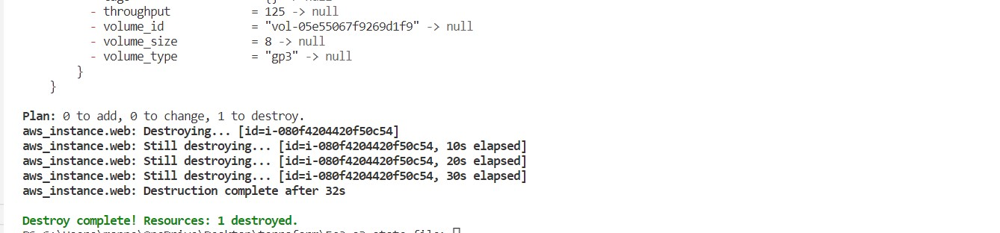 - throughput = 125 -> null
- volume_id = "vol-05e55067f9269d1f9" -> null
- volume_size = 8 -> null
- volume_type = "gp3" -> null
}
}
Plan: 0 to add, 0 to change, 1 to destroy.
aws_instance.web: Destroying... [id=i-080f4204420f50c54]
aws_instance.web: Still destroying... [id=i-080f4204420f50c54, 10s elapsed]
aws_instance.web: Still destroying... [id=i-080f4204420f50c54, 20s elapsed]
aws_instance.web: Still destroying... [id=i-080f4204420f50c54, 30s elapsed]
aws_instance.web: Destruction complete after 32s
Destroy complete! Resources: 1 destroyed.